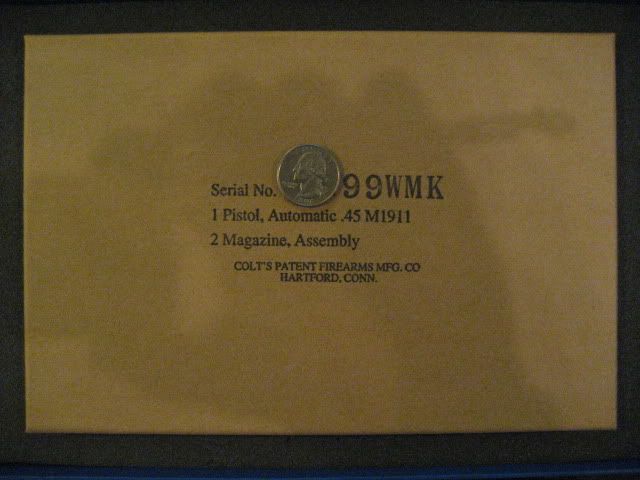 Serial No. 99WMK
1 Pistol, Automatic .45 M1911
2 Magazine, Assembly
COLT'S PATENT FIREARMS MFG. CO
HARTFORD, CONN.